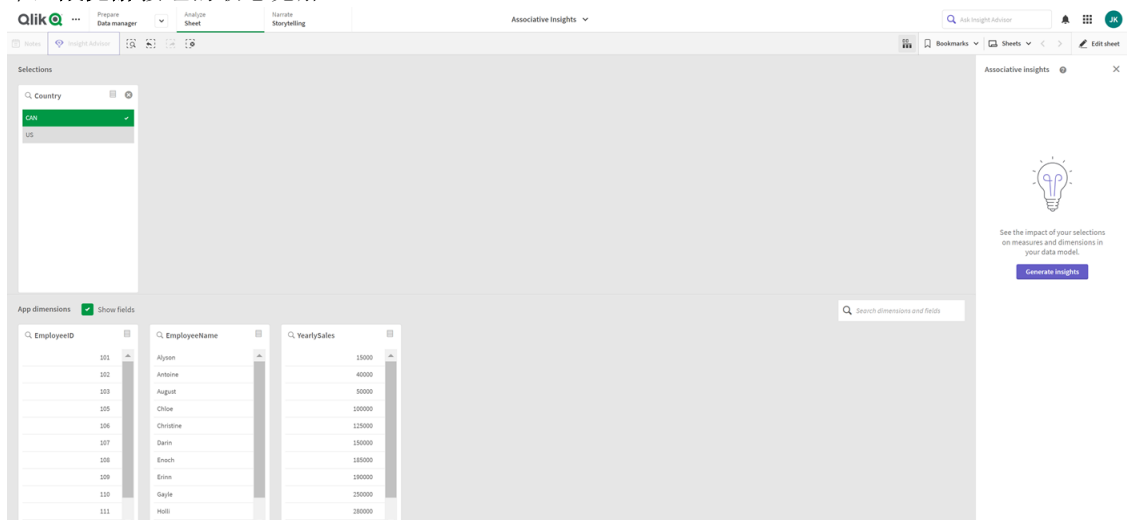 Qlik
Prepare
Data manager
Analyze
Sheet
Narrate
Storytelling
Associative Insights
Ask Insight Advisor
JK
Notes
Insight Advisor
Bookmarks
Sheets
Edit sheet
Selections
Associative insights
Country
CAN
US
See the impact of your selections
on measures and dimensions in
your data model.
Generate insights
App dimensions
Show fields
Search dimensions and fields
EmployeeID
EmployeeName
YearlySales
101
Alyson
15000
102
Antoine
40000
103
August
50000
105
Chloe
100000
106
Christine
125000
107
Darin
150000
108
Enoch
185000
109
Erinn
190000
110
Gayle
250000
111
Holli
280000